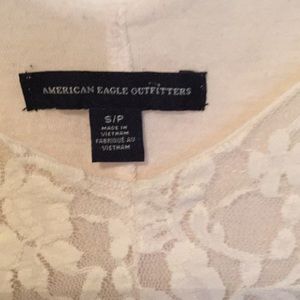 AMERICAN EAGLE OUTFITTERS
S/P
MADE IN
VIETNAM
FABRIQUÉ AU
VIETNAM